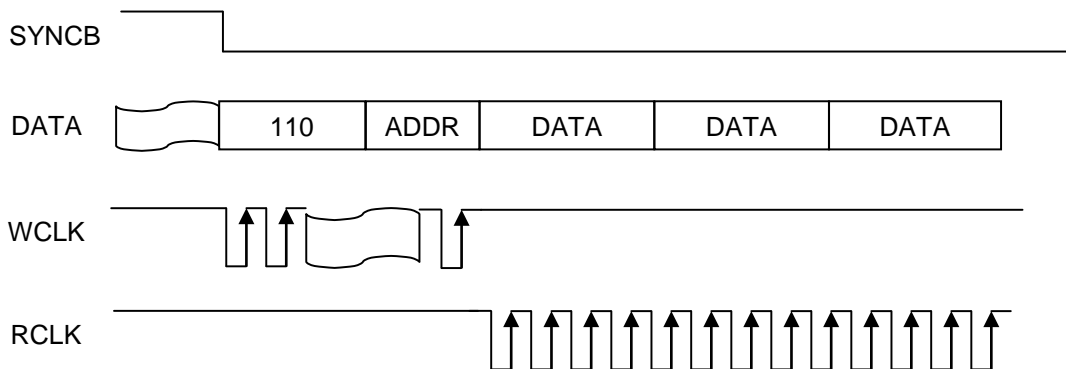 SYNCB
DATA 110 ADDR DATA DATA DATA
WCLK
RCLK